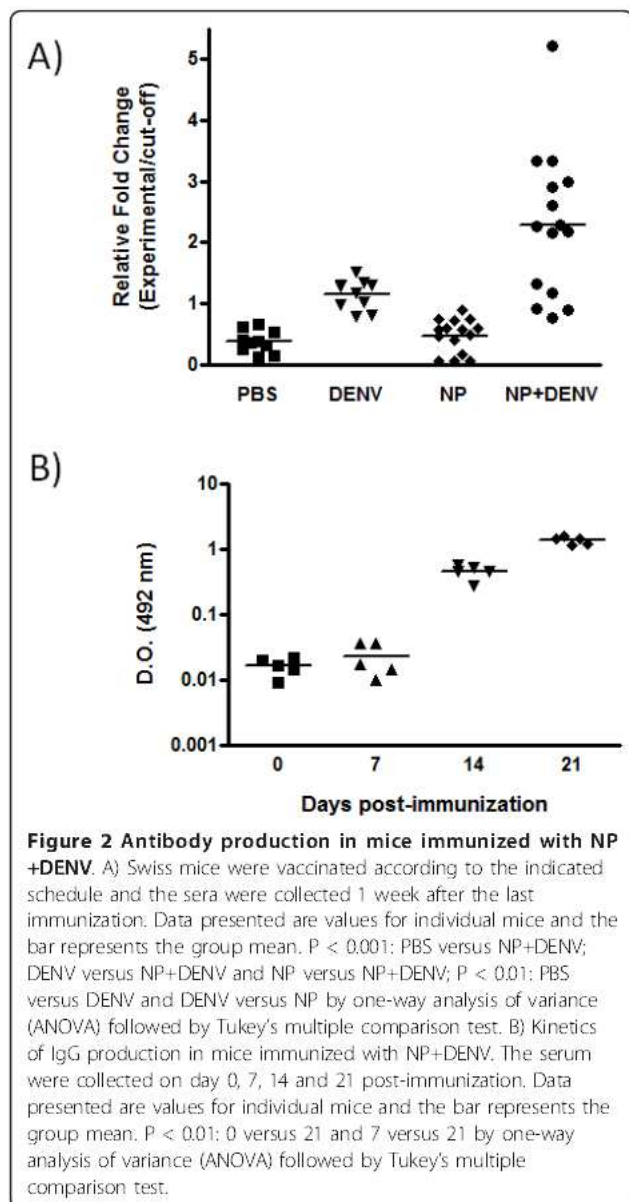 A)
Relative Fold Change
(Experimental/cut-off)
5
4
3
2
1
0
PBS DENV NP NP+DENV
B)
D.O. (492 nm)
10
1
0.1
0.01
0.001
0 7 14 21
Days post-immunization
Figure 2 Antibody production in mice immunized with NP
+DENV. A) Swiss mice were vaccinated according to the indicated
schedule and the sera were collected 1 week after the last
immunization. Data presented are values for individual mice and the
bar represents the group mean. P < 0.001: PBS versus NP+DENV;
DENV versus NP+DENV and NP versus NP+DENV; P < 0.01: PBS
versus DENV and DENV versus NP by one-way analysis of variance
(ANOVA) followed by Tukey's multiple comparison test. B) Kinetics
of IgG production in mice immunized with NP+DENV. The serum
were collected on day 0, 7, 14 and 21 post-immunization. Data
presented are values for individual mice and the bar represents the
group mean. P < 0.01: 0 versus 21 and 7 versus 21 by one-way
analysis of variance (ANOVA) followed by Tukey's multiple
comparison test.